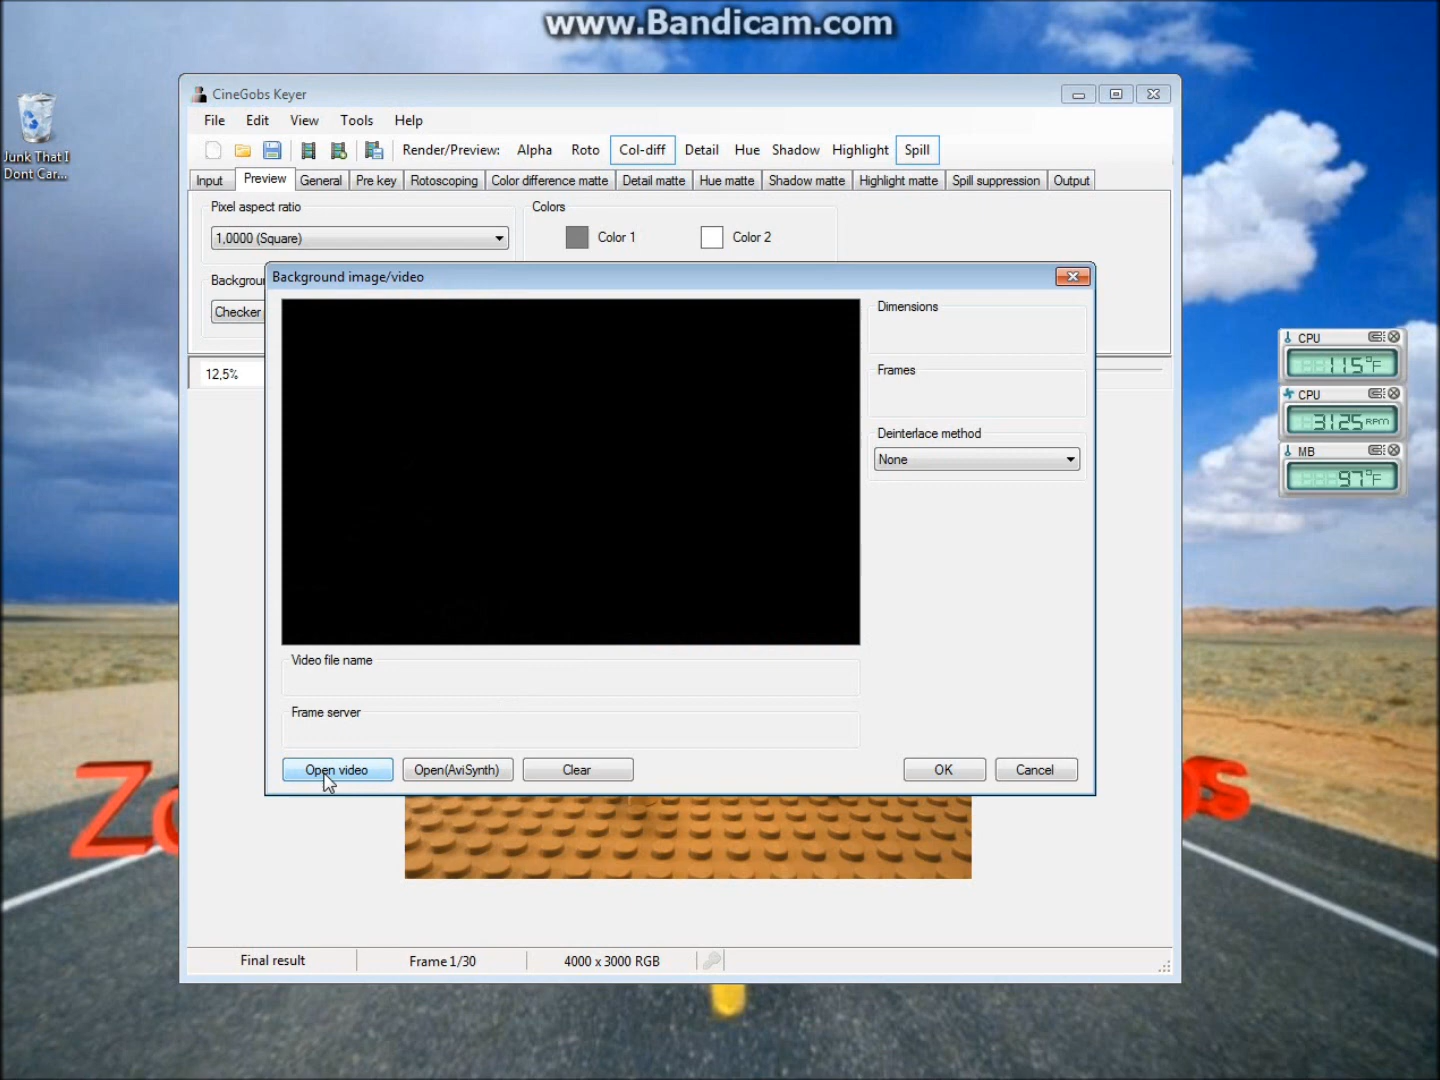 www.Bandicam.com
Junk That I
Dont Car...
CineGobs Keyer
File Edit View Tools Help
Render/Preview: Alpha Roto Col-diff Detail Hue Shadow Highlight Spill
Input Preview General Pre key Rotoscoping Color difference matte Detail matte Hue matte Shadow matte Highlight matte Spill suppression Output
Pixel aspect ratio
Colors
1,0000 (Square)
Color 1
Color 2
Backgrou
Checker
12,5%
Background image/video
Dimensions
Frames
Deinterlace method
None
Video file name
Frame server
Open video
Open(AviSynth)
Clear
OK
Cancel
CPU
115°F
CPU
3125 RPM
MB
97°F
Final result
Frame 1/30
4000 x 3000 RGB